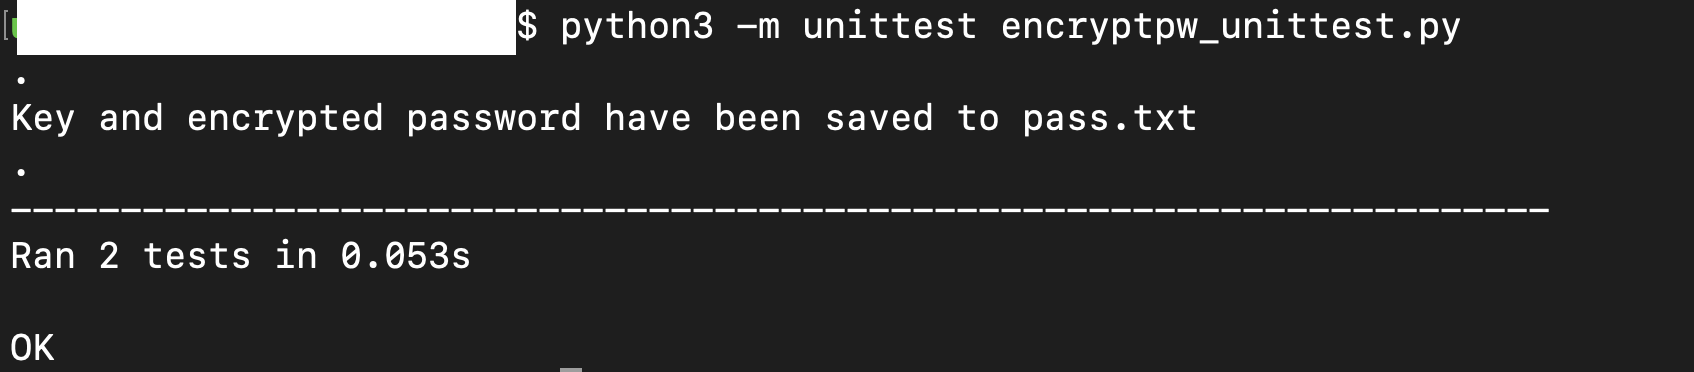 $ python3 -m unittest encryptpw_unittest.py
.
Key and encrypted password have been saved to pass.txt
.
----------------------------------------------------------------------
Ran 2 tests in 0.053s
OK